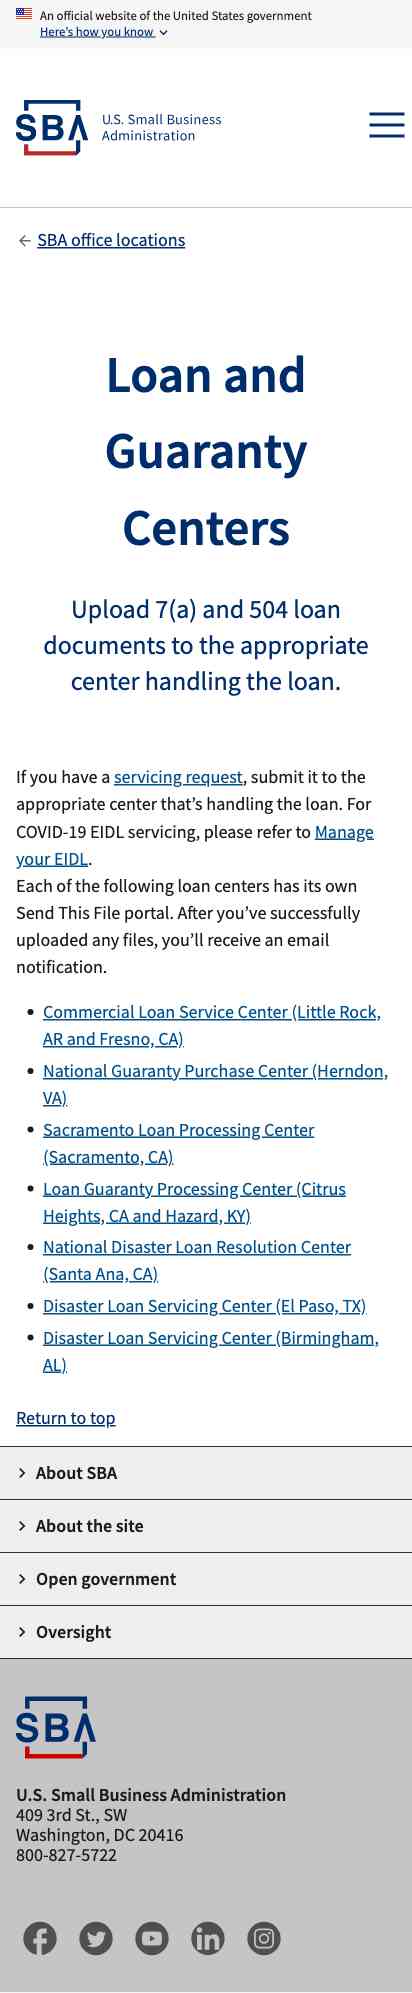 An official website of the United States government
Here's how you know
SBA
U.S. Small Business
Administration
SBA office locations
Loan and
Guaranty
Centers
Upload 7(a) and 504 loan
documents to the appropriate
center handling the loan.
If you have a servicing request, submit it to the
appropriate center that's handling the loan. For
COVID-19 EIDL servicing, please refer to Manage
your EIDL.
Each of the following loan centers has its own
Send This File portal. After you've successfully
uploaded any files, you'll receive an email
notification.
Commercial Loan Service Center (Little Rock,
AR and Fresno, CA)
National Guaranty Purchase Center (Herndon,
VA)
Sacramento Loan Processing Center
(Sacramento, CA)
Loan Guaranty Processing Center (Citrus
Heights, CA and Hazard, KY)
National Disaster Loan Resolution Center
(Santa Ana, CA)
Disaster Loan Servicing Center (El Paso, TX)
Disaster Loan Servicing Center (Birmingham,
AL)
Return to top
About SBA
About the site
Open government
Oversight
SBA
U.S. Small Business Administration
409 3rd St., SW
Washington, DC 20416
800-827-5722